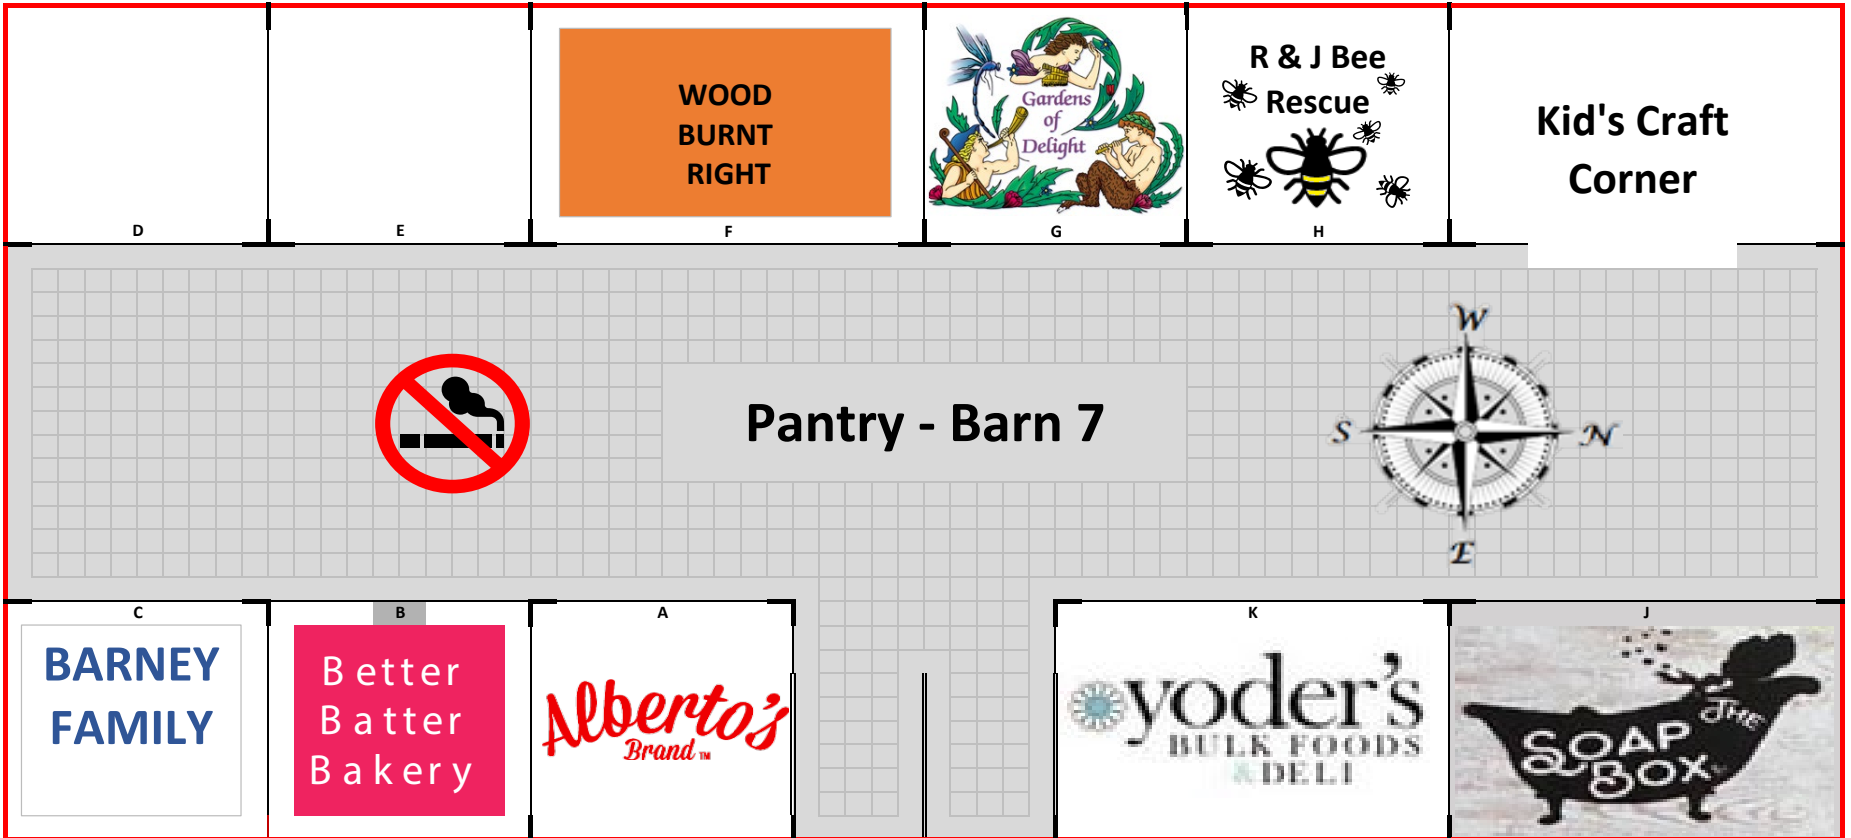 WOOD
BURNT
RIGHT
Gardens
of
Delight
R & J Bee
Rescue
Kid's Craft
Corner
D
E
F
G
H
W
S
N
E
Pantry - Barn 7
C
B
A
K
J
BARNEY
FAMILY
Better
Batter
Bakery
Alberto's
Brand ™
yoder's
BULK FOODS
& DELI
THE
SOAP
BOX